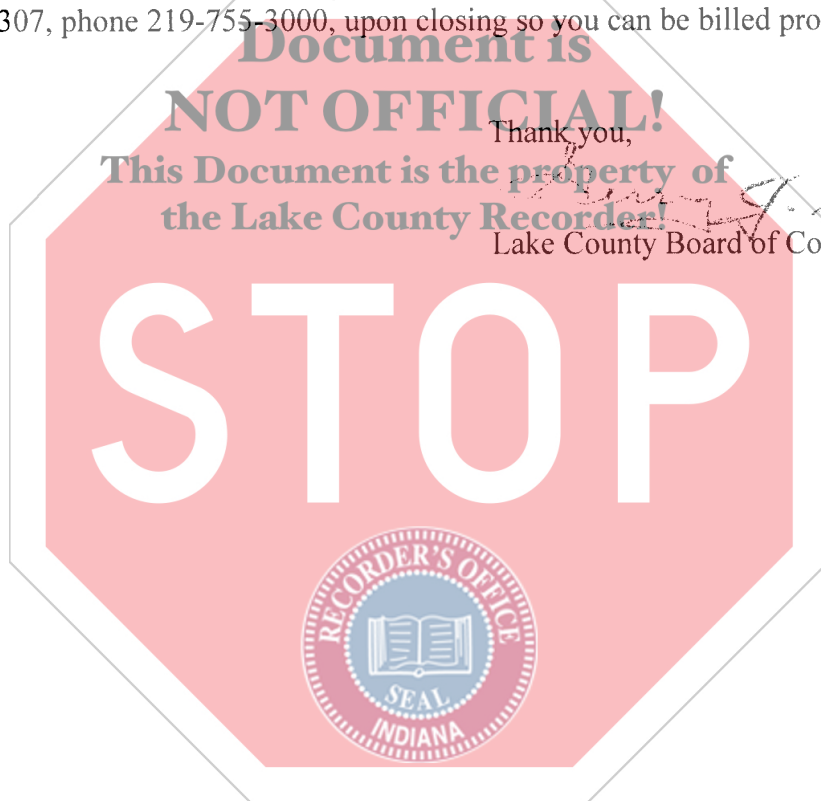 307, phone 219-755-3000, upon closing so you can be billed pro
Document is
NOT OFFICIAL!
Thank you,
This Document is the property of
the Lake County Recorder!
Lake County Board of Co
STOP
RECORDER'S OFFICE
SEAL
INDIANA